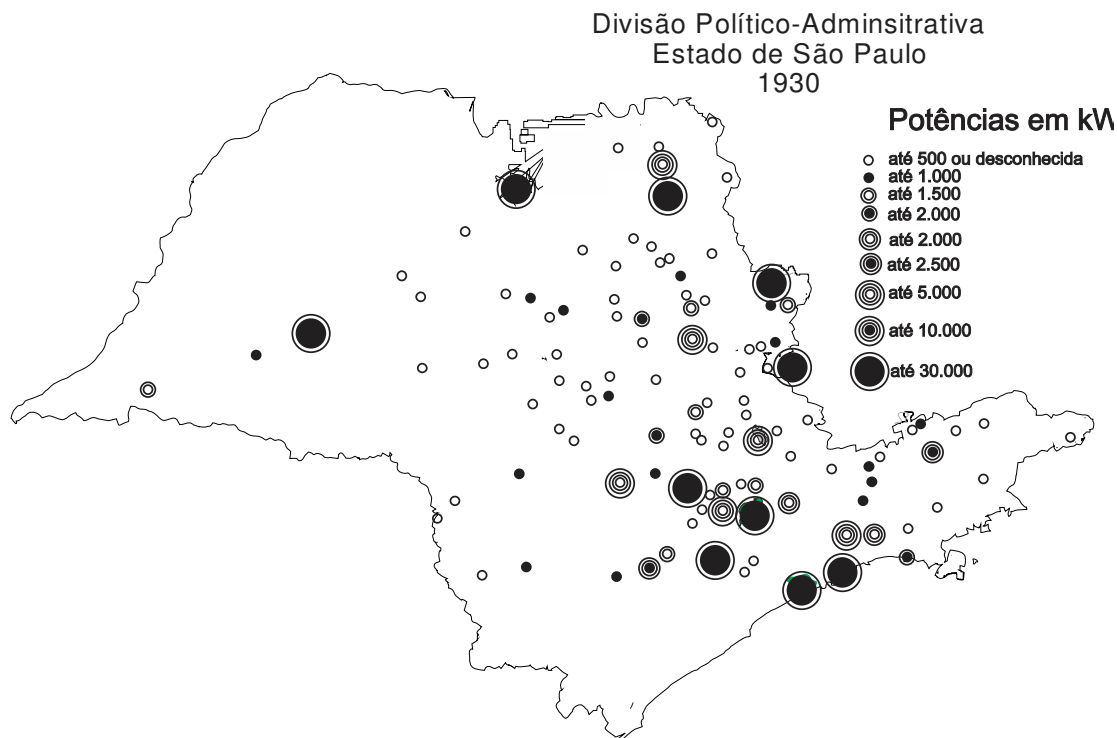 Divisão Político-Adminsitrativa
Estado de São Paulo
1930
Potências em kW
até 500 ou desconhecida
até 1.000
até 1.500
até 2.000
até 2.000
até 2.500
até 5.000
até 10.000
até 30.000